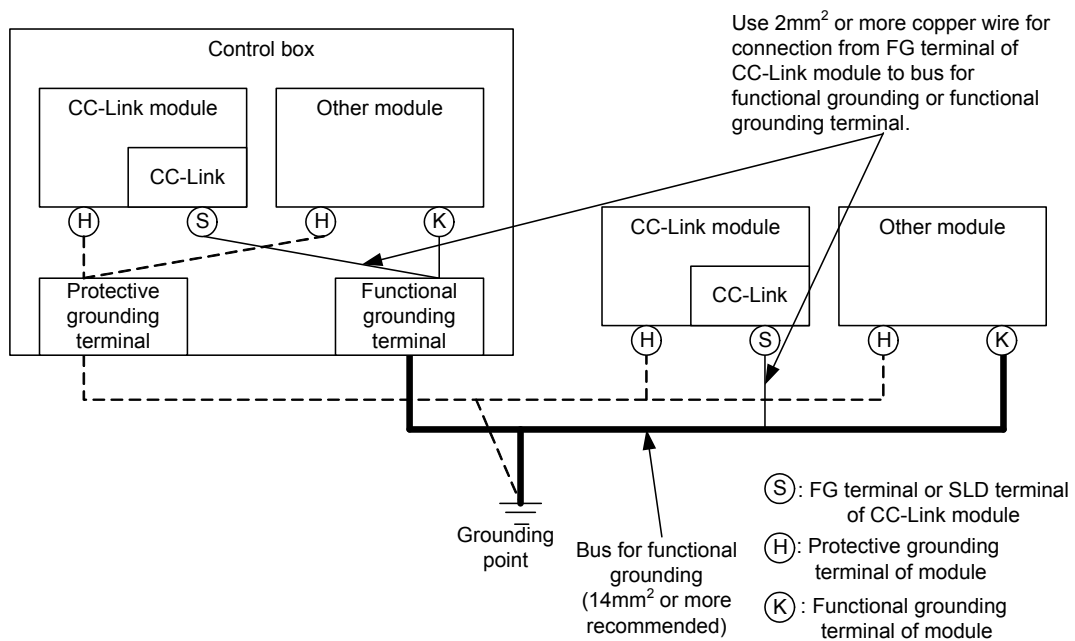 Use 2mm² or more copper wire for
connection from FG terminal of
CC-Link module to bus for
functional grounding or functional
grounding terminal.
Control box
CC-Link module
CC-Link
Other module
H
S
H
K
Protective
grounding
terminal
Functional
grounding
terminal
CC-Link module
CC-Link
Other module
H
S
H
K
Grounding
point
Bus for functional
grounding
(14mm² or more
recommended)
S : FG terminal or SLD terminal
of CC-Link module
H : Protective grounding
terminal of module
K : Functional grounding
terminal of module